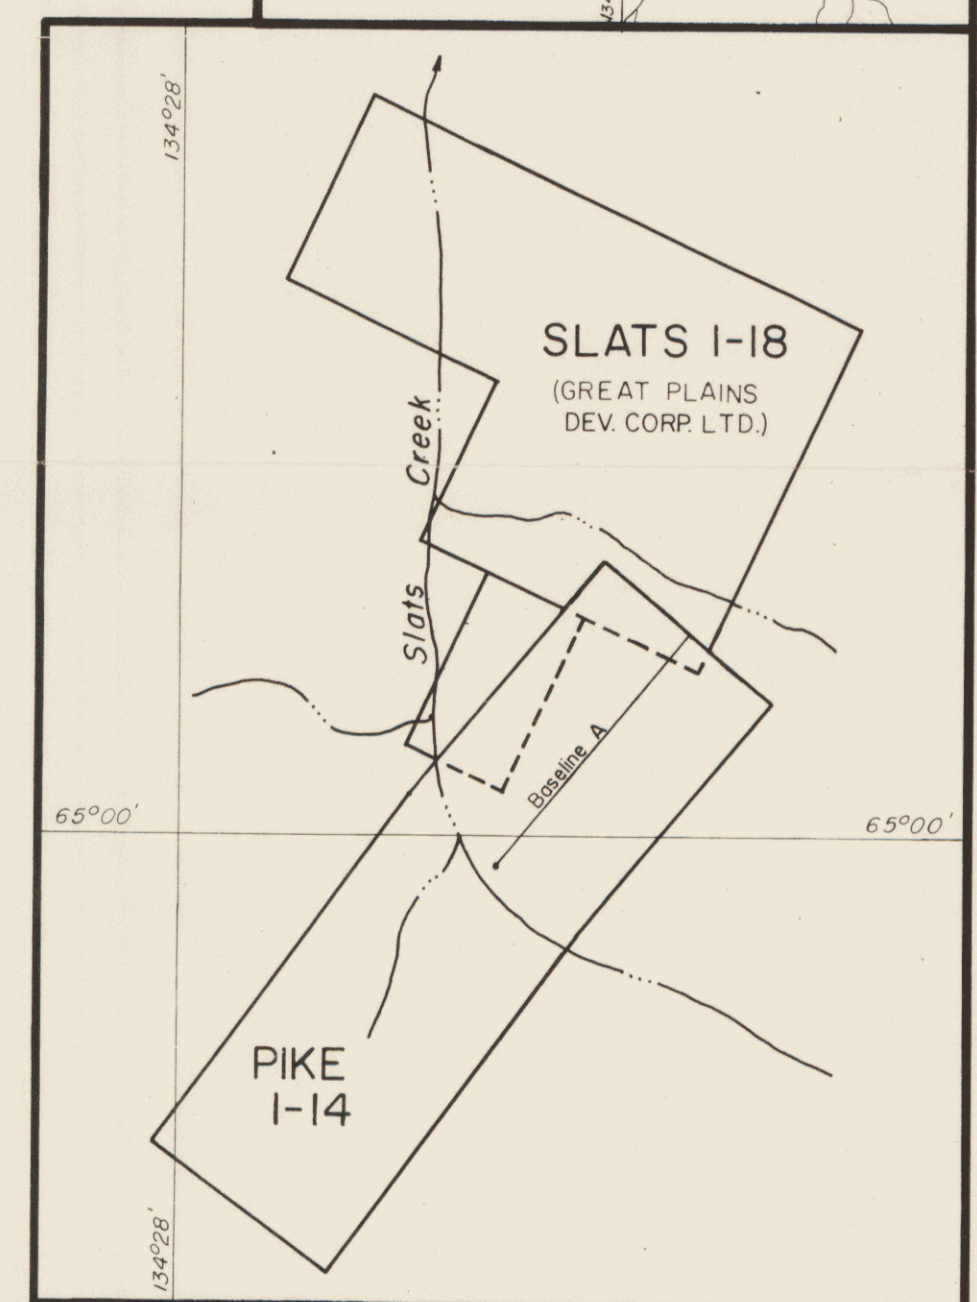 134°28'
SLATS 1-18
(GREAT PLAINS
DEV. CORP. LTD.)
Slats Creek
Baseline A
65°00'
65°00'
PIKE
1-14
134°28'